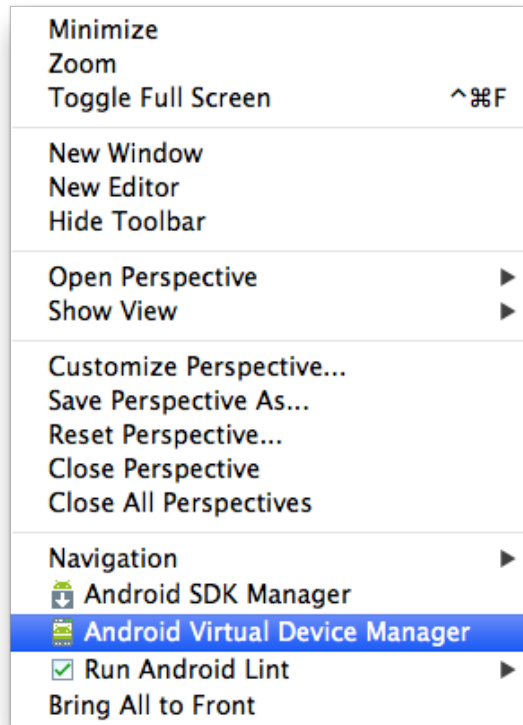 Minimize
Zoom
Toggle Full Screen ^⌘F
New Window
New Editor
Hide Toolbar
Open Perspective ▶
Show View ▶
Customize Perspective...
Save Perspective As...
Reset Perspective...
Close Perspective
Close All Perspectives
Navigation ▶
Android SDK Manager
Android Virtual Device Manager
Run Android Lint ▶
Bring All to Front